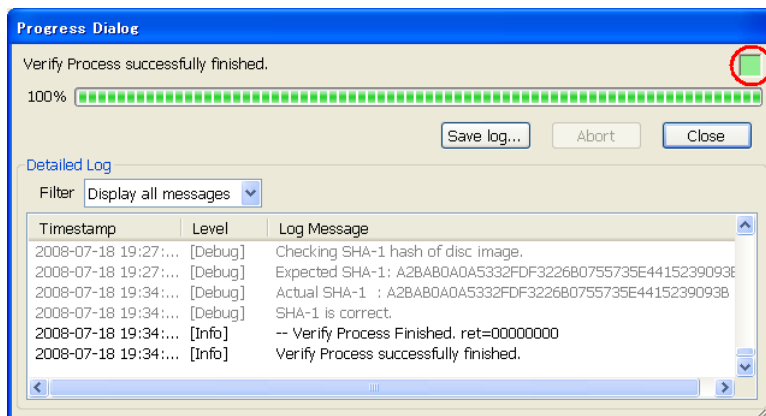 Progress Dialog
Verify Process successfully finished.
100%
Save log... Abort Close
Detailed Log
Filter Display all messages
Timestamp Level Log Message
2008-07-18 19:27:... [Debug] Checking SHA-1 hash of disc image.
2008-07-18 19:27:... [Debug] Expected SHA-1: A2BAB0A0A5332FDF3226B0755735E4415239093B
2008-07-18 19:34:... [Debug] Actual SHA-1 : A2BAB0A0A5332FDF3226B0755735E4415239093B
2008-07-18 19:34:... [Debug] SHA-1 is correct.
2008-07-18 19:34:... [Info] -- Verify Process Finished. ret=00000000
2008-07-18 19:34:... [Info] Verify Process successfully finished.